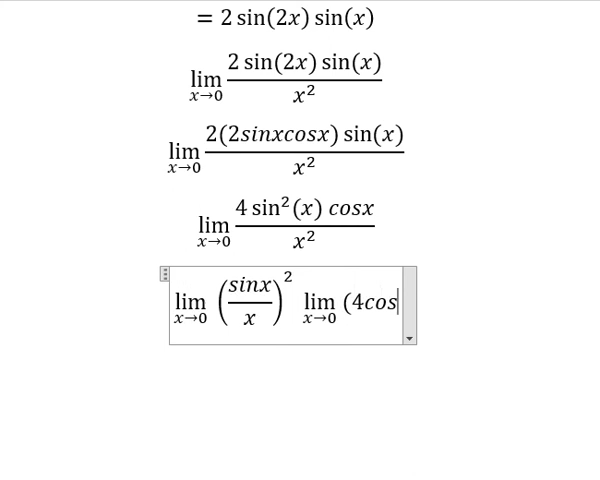 = 2 sin(2x) sin(x)
lim x→0 2 sin(2x) sin(x) / x²
lim x→0 2(2sinxcosx) sin(x) / x²
lim x→0 4 sin²(x) cosx / x²
lim x→0 (sinx / x)² lim x→0 (4cos